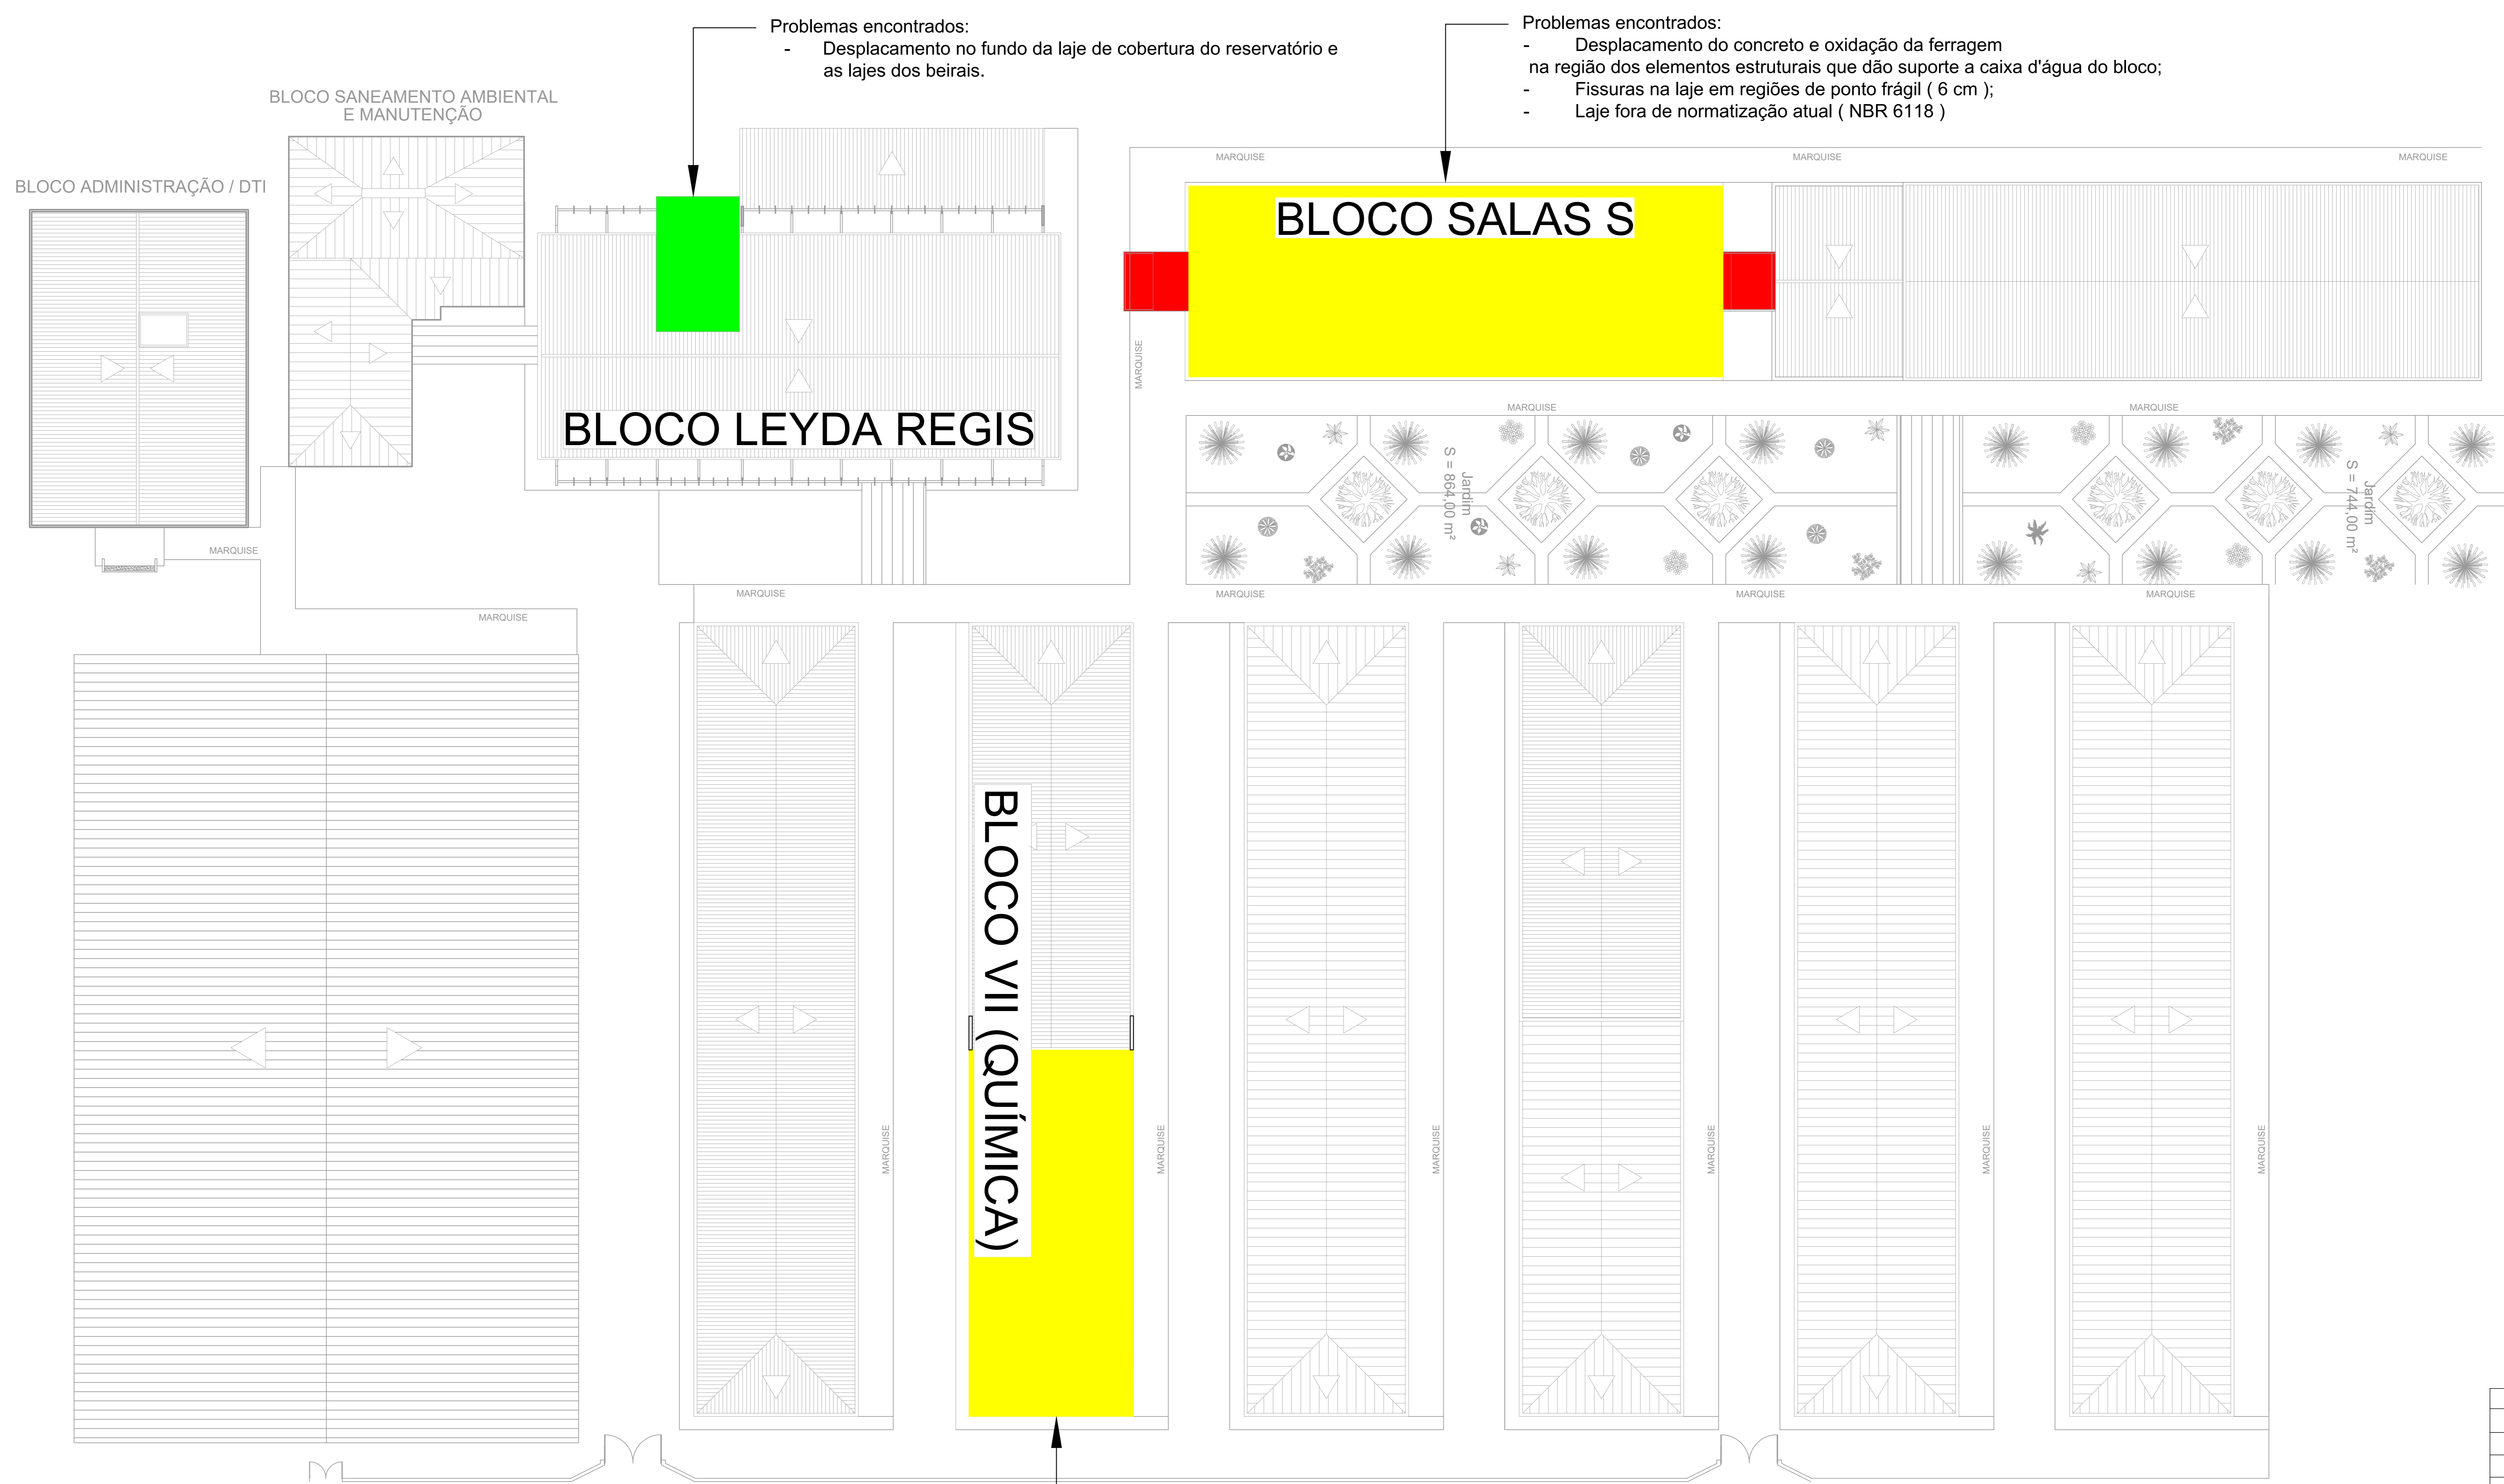 Problemas encontrados:
- Desplacamento no fundo da laje de cobertura do reservatório e
as lajes dos beirais.
Problemas encontrados:
- Desplacamento do concreto e oxidação da ferragem
na região dos elementos estruturais que dão suporte a caixa d'água do bloco;
- Fissuras na laje em regiões de ponto frágil ( 6 cm );
- Laje fora de normatização atual ( NBR 6118 )
BLOCO SANEAMENTO AMBIENTAL
E MANUTENÇÃO
BLOCO ADMINISTRAÇÃO / DTI
MARQUISE
MARQUISE
MARQUISE
BLOCO SALAS S
MARQUISE
BLOCO LEYDA REGIS
MARQUISE
MARQUISE
Jardim
S = 864,00 m²
Jardim
S = 744,00 m²
MARQUISE
MARQUISE
MARQUISE
MARQUISE
MARQUISE
MARQUISE
BLOCO VII (QUÍMICA)
MARQUISE
MARQUISE
MARQUISE
MARQUISE
MARQUISE
MARQUISE